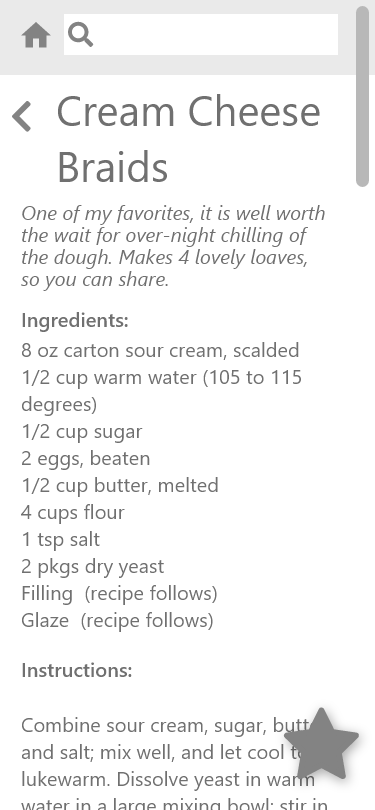 Cream Cheese
Braids
One of my favorites, it is well worth
the wait for over-night chilling of
the dough. Makes 4 lovely loaves,
so you can share.
Ingredients:
8 oz carton sour cream, scalded
1/2 cup warm water (105 to 115
degrees)
1/2 cup sugar
2 eggs, beaten
1/2 cup butter, melted
4 cups flour
1 tsp salt
2 pkgs dry yeast
Filling  (recipe follows)
Glaze  (recipe follows)
Instructions:
Combine sour cream, sugar,
and salt; mix well, and let cool
lukewarm. Dissolve yeast in warm
water in a large mixing bowl; stir in